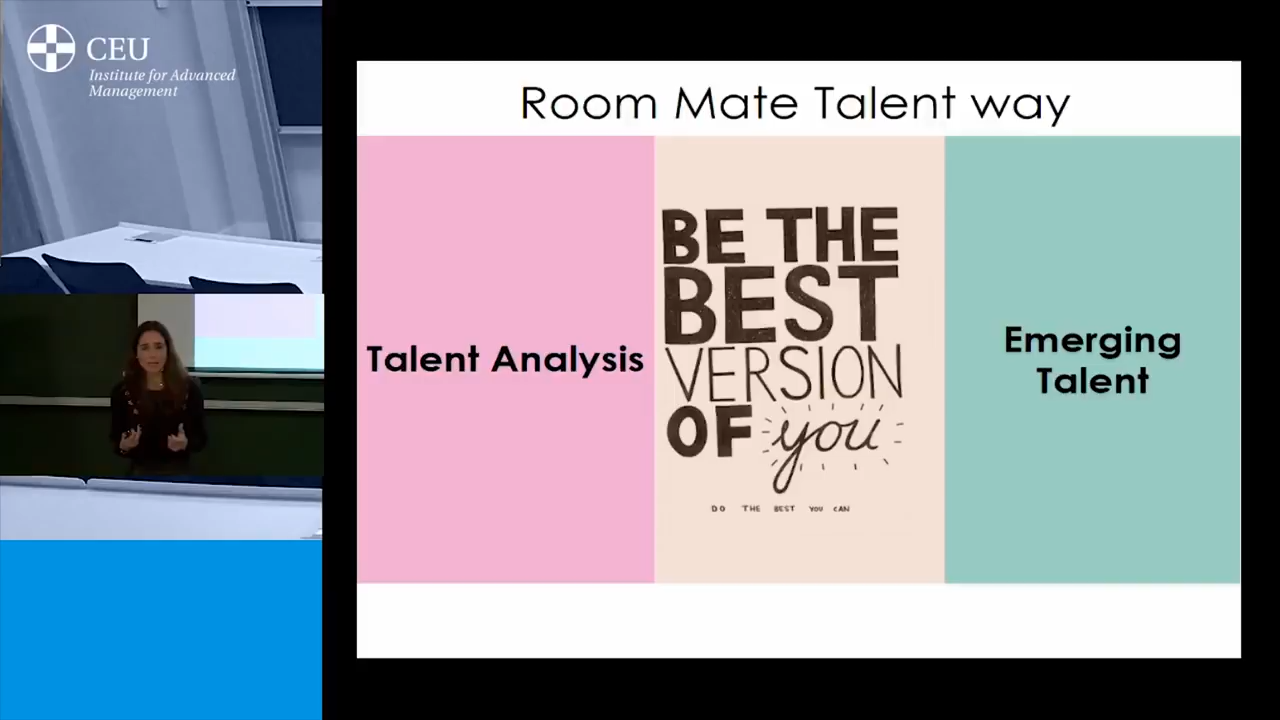 CEU
Institute for Advanced
Management
Room Mate Talent way
Talent Analysis
BE THE
BEST
VERSION
OF you
DO THE BEST YOU CAN
Emerging
Talent